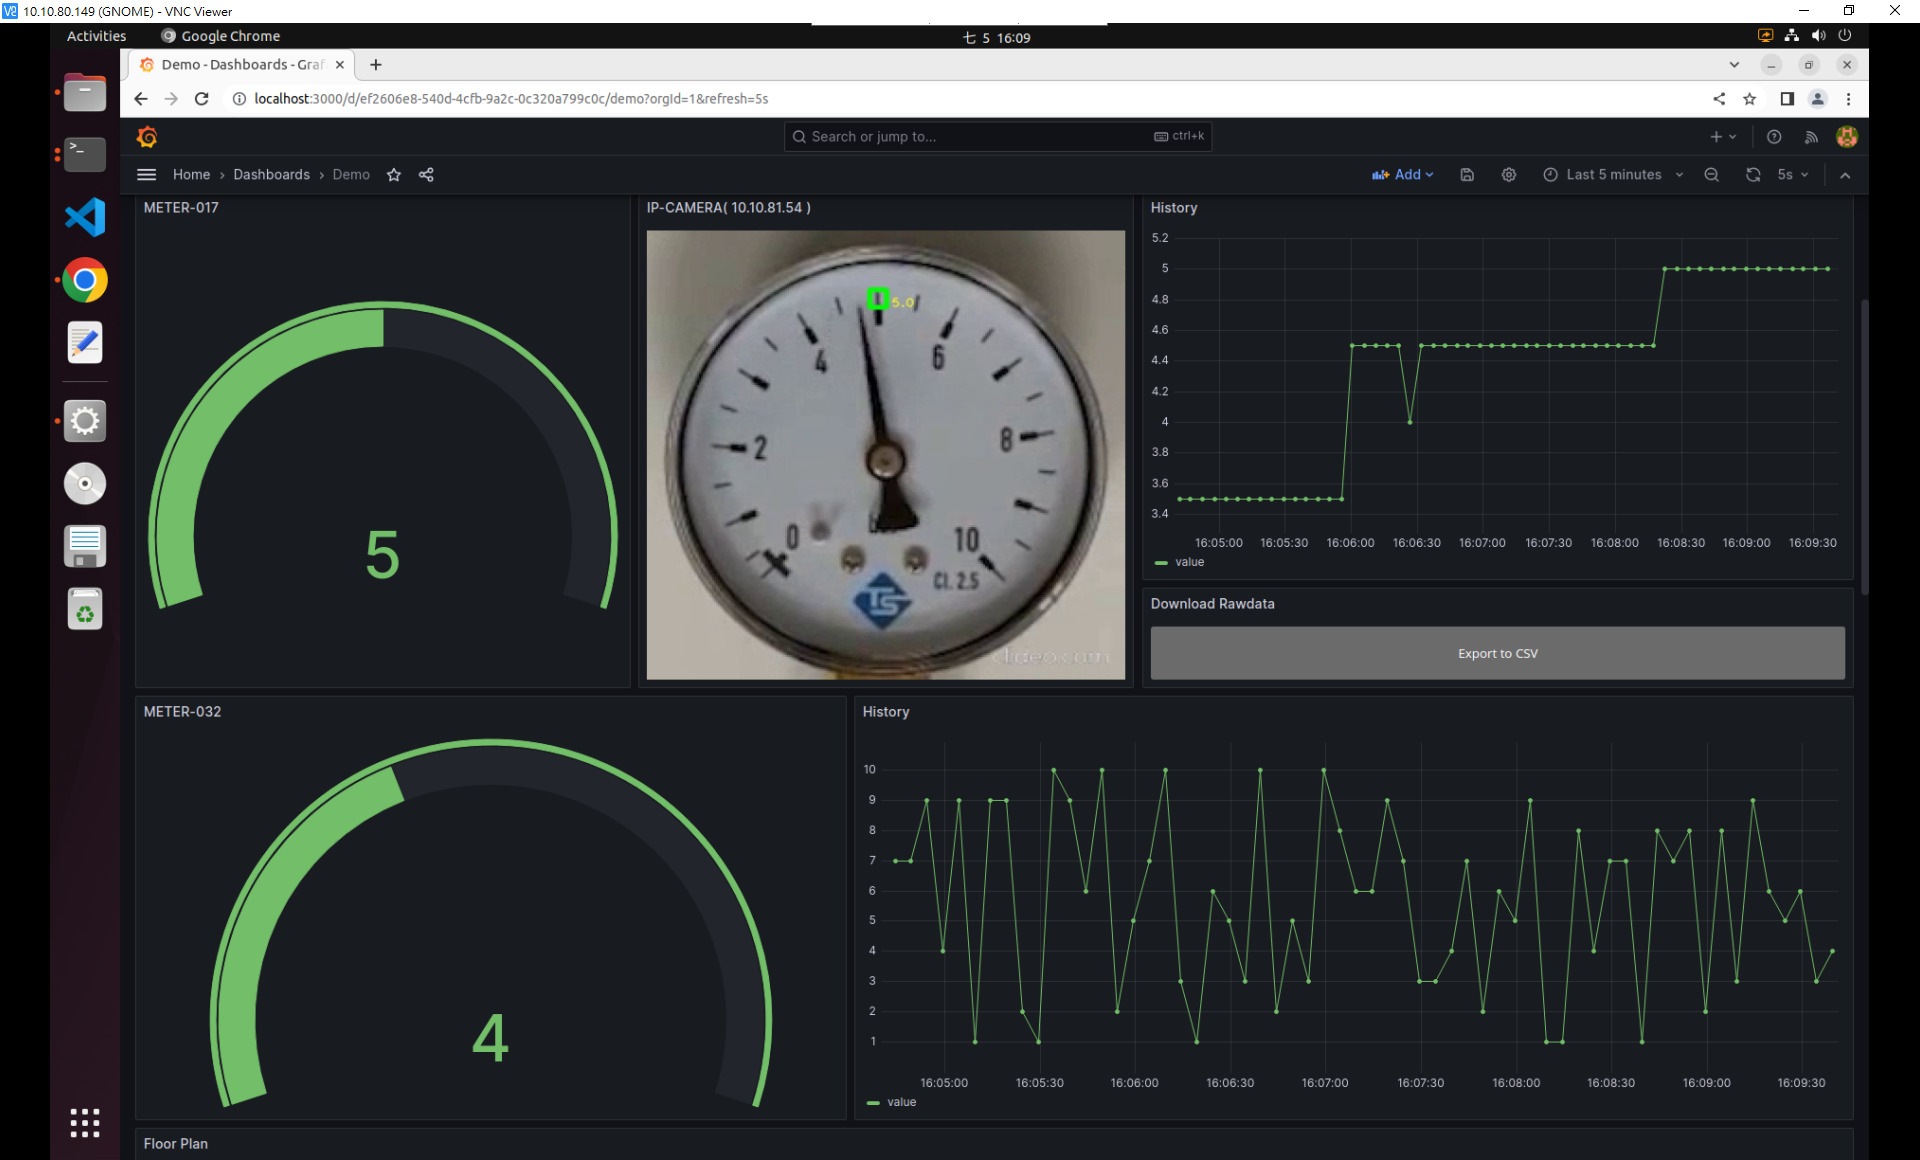 10.10.80.149 (GNOME) - VNC Viewer
Activities
Google Chrome
七 5 16:09
Demo - Dashboards - Graf
localhost:3000/d/ef2606e8-540d-4cfb-9a2c-0c320a799c0c/demo?orgId=1&refresh=5s
Search or jump to...
ctrl+k
Home › Dashboards › Demo
Add
Last 5 minutes
5s
METER-017
5
IP-CAMERA( 10.10.81.54 )
5.0
4
6
2
8
0
10
Cl. 2.5
TS
History
5.2
5
4.8
4.6
4.4
4.2
4
3.8
3.6
3.4
16:05:00 16:05:30 16:06:00 16:06:30 16:07:00 16:07:30 16:08:00 16:08:30 16:09:00 16:09:30
value
Download Rawdata
Export to CSV
METER-032
4
History
10
9
8
7
6
5
4
3
2
1
16:05:00 16:05:30 16:06:00 16:06:30 16:07:00 16:07:30 16:08:00 16:08:30 16:09:00 16:09:30
value
Floor Plan